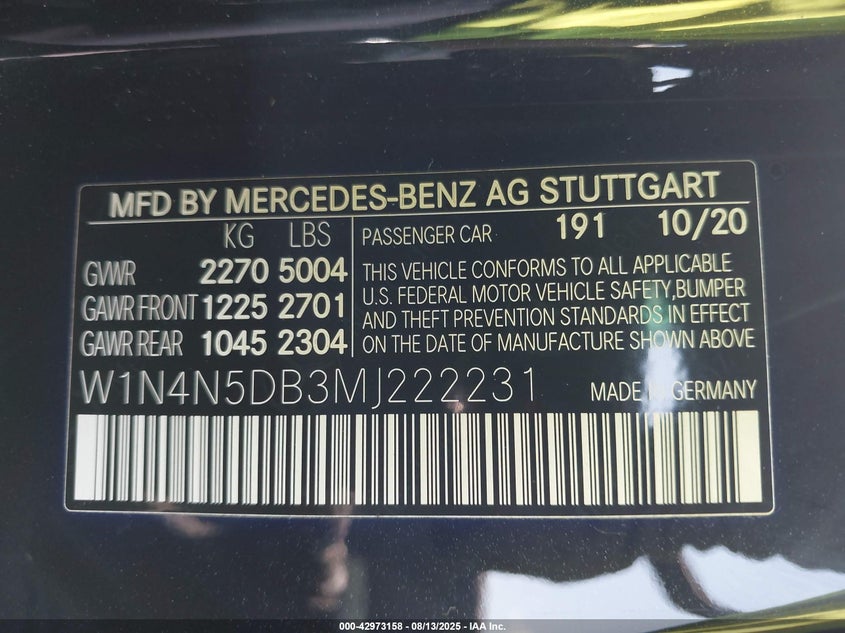 MFD BY MERCEDES-BENZ AG STUTTGART
KG LBS
GVWR 2270 5004
GAWR FRONT 1225 2701
GAWR REAR 1045 2304
PASSENGER CAR 191 10/20
THIS VEHICLE CONFORMS TO ALL APPLICABLE
U.S. FEDERAL MOTOR VEHICLE SAFETY, BUMPER
AND THEFT PREVENTION STANDARDS IN EFFECT
ON THE DATE OF MANUFACTURE SHOWN ABOVE
W1N4N5DB3MJ222231 MADE IN GERMANY
000-42973158 - 08/13/2025 - IAA Inc.